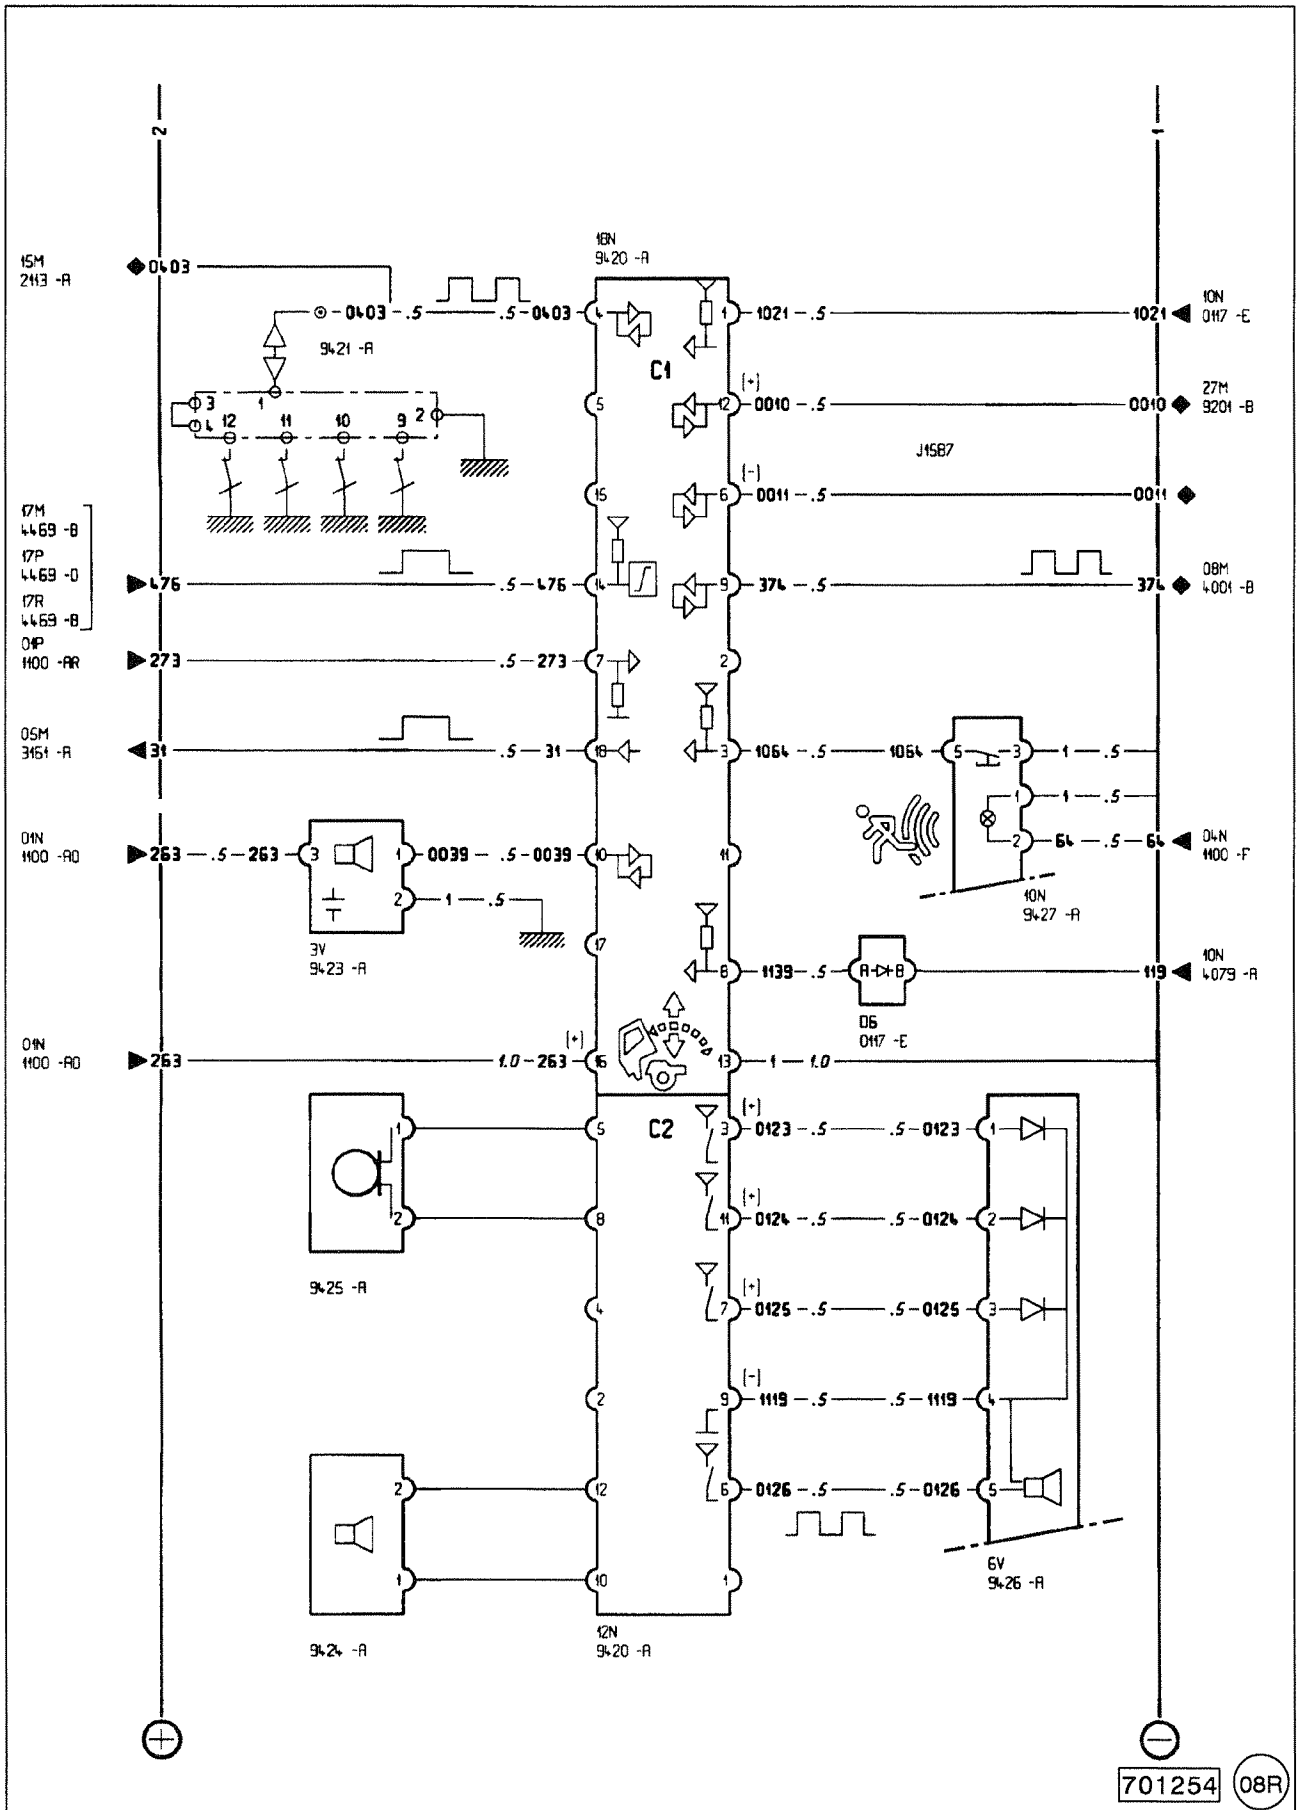 2
1
15M
2113 -A
0403
18N
9420 -A
0403 - .5
.5 - 0403
4
1
1021 - .5
1021
10N
0117 -E
9421 -A
C1
3
4
1
2
12
11
10
9
5
12
[+]
0010 - .5
0010
27M
9201 -B
J1587
15
6
[-]
0011 - .5
0011
17M
4469 -B
17P
4469 -D
17R
4469 -B
476
.5 - 476
14
9
374 - .5
374
08M
4001 -B
01P
1100 -AR
273
.5 - 273
7
2
05M
3161 -A
31
.5 - 31
18
3
1064 - .5
1064
5
3
1 - .5
1
1 - .5
2
64 - .5 - 64
04N
1100 -F
10N
9427 -A
01N
1100 -AD
263 - .5 - 263
3
1
0039 - .5 - 0039
10
11
2
1 - .5
3V
9423 -A
17
8
1139 - .5
A
B
119
10N
4079 -A
06
0117 -E
01N
1100 -AD
263
1.0 - 263
[+]
16
13
1 - 1.0
C2
1
5
3
[+]
0123 - .5
.5 - 0123
1
2
8
11
[+]
0124 - .5
.5 - 0124
2
9425 -A
4
7
[+]
0125 - .5
.5 - 0125
3
2
9
[-]
1119 - .5
.5 - 1119
4
2
12
6
0126 - .5
.5 - 0126
5
1
10
1
6V
9426 -A
9424 -A
12N
9420 -A
+
−
701254
08R